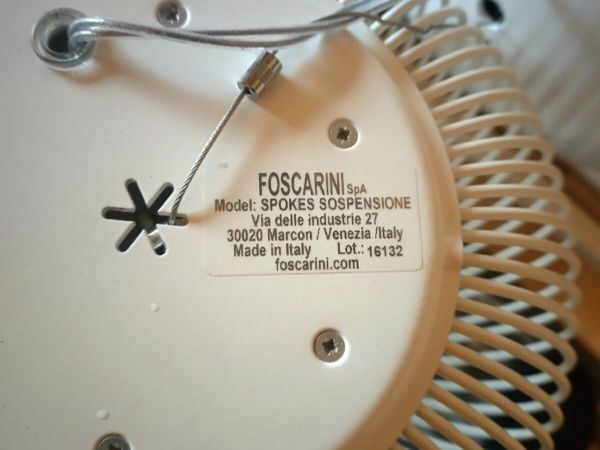 FOSCARINI SpA
Model: SPOKES SOSPENSIONE
Via delle industrie 27
30020 Marcon / Venezia /Italy
Made in Italy Lot.: 16132
foscarini.com